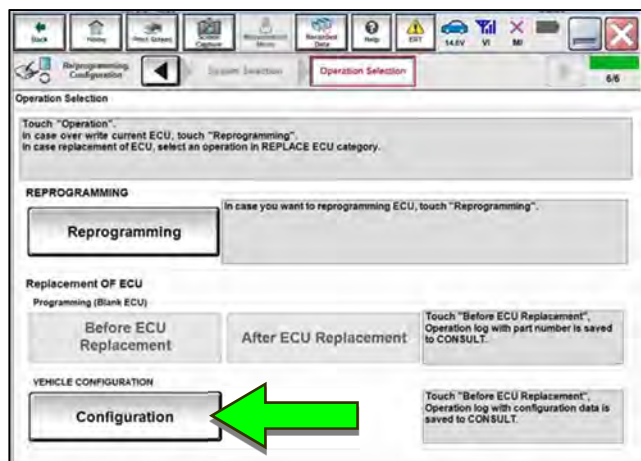 Back
Home
Print Screen
Screen
Capture
Measurement
Mode
Recorded
Data
Help
ERT
14.6V
VI
MI
Repprogramming
Configuration
System Selection
Operation Selection
6/6
Operation Selection
Touch "Operation".
In case over write current ECU, touch "Reprogramming".
In case replacement of ECU, select an operation in REPLACE ECU category.
REPROGRAMMING
Reprogramming
In case you want to reprogramming ECU, touch "Reprogramming".
Replacement OF ECU
Programming (Blank ECU)
Before ECU
Replacement
After ECU Replacement
Touch "Before ECU Replacement",
Operation log with part number is saved
to CONSULT.
VEHICLE CONFIGURATION
Configuration
Touch "Before ECU Replacement",
Operation log with configuration data is
saved to CONSULT.